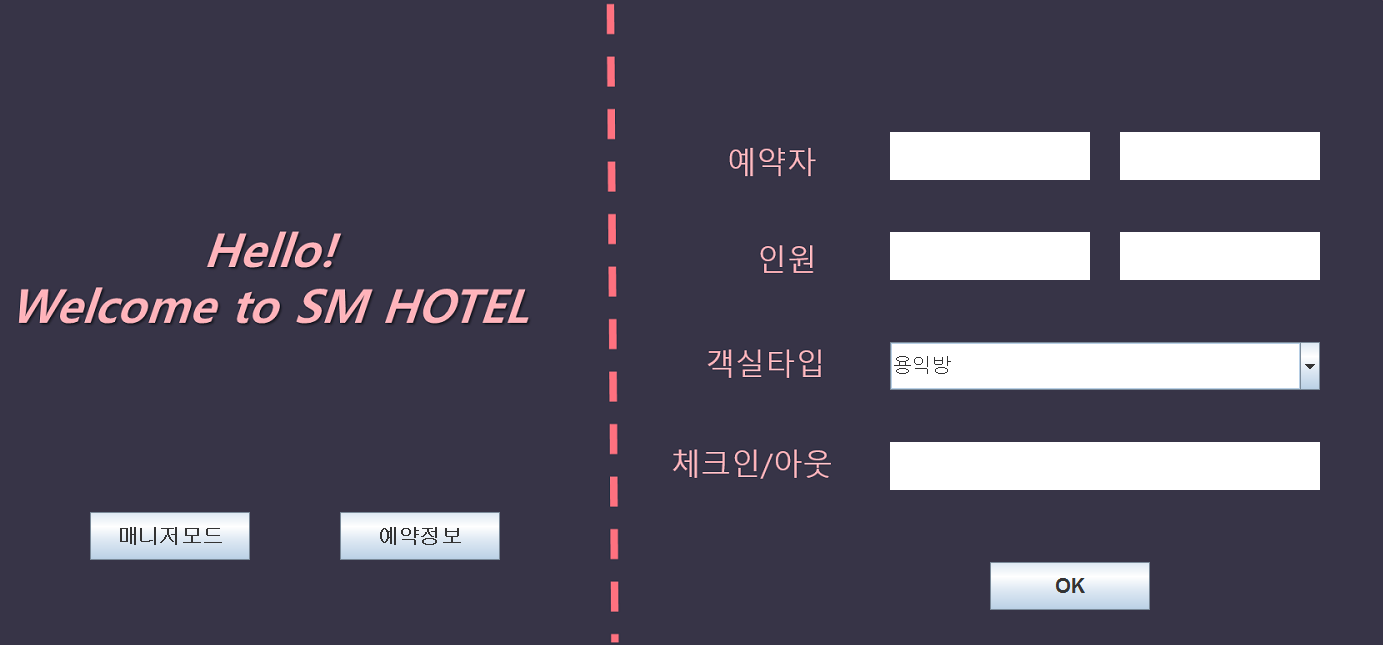 Hello!
Welcome to SM HOTEL
매니저모드
예약정보
예약자
인원
객실타입
용익방
체크인/아웃
OK